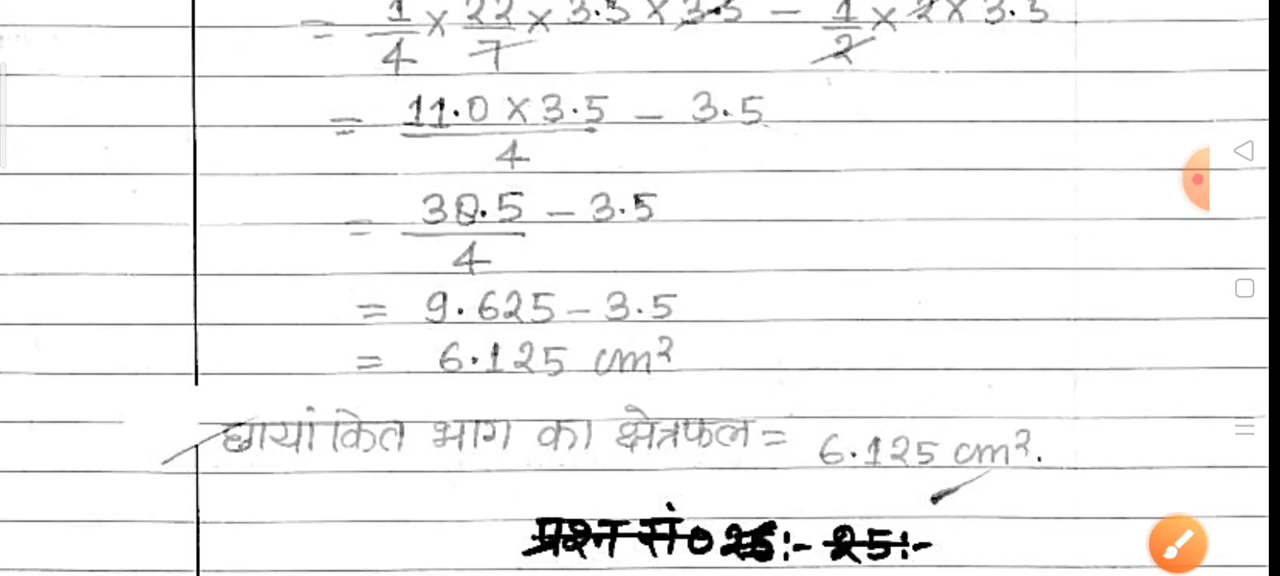 = 1/4 × 22/7 × 3.5 × 3.5 − 1/2 × 2 × 3.5
= 11.0 × 3.5/4 − 3.5
= 38.5/4 − 3.5
= 9.625 − 3.5
= 6.125 cm²
छायांकित भाग का क्षेत्रफल = 6.125 cm².
प्रश्न सं० 25:- 25:-